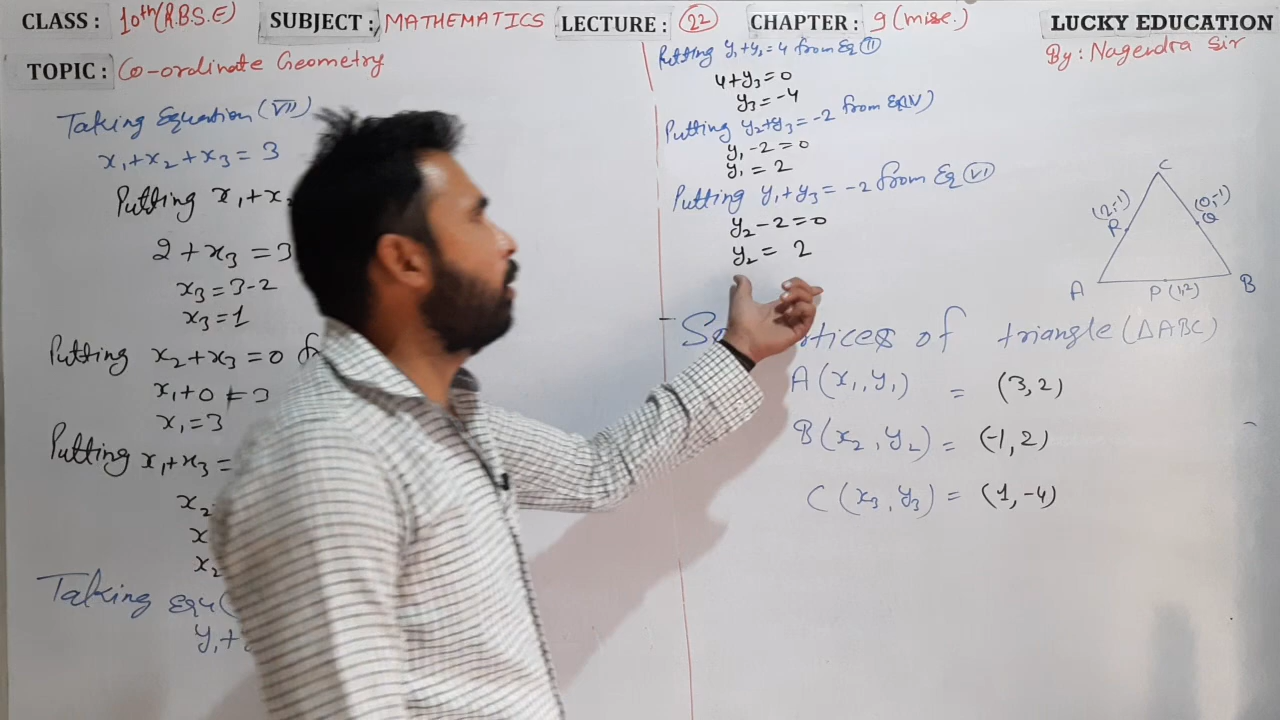 CLASS : 10th (R.B.S.E) SUBJECT : MATHEMATICS LECTURE : 22 CHAPTER : 9 (misc.) LUCKY EDUCATION
By: Nagendra Sir
TOPIC : Co-ordinate Geometry
Taking Equation (VII)
x₁+x₂+x₃ = 3
Putting x₁+x₂
2+x₃ = 3
x₃ = 3-2
x₃ = 1
Putting x₂+x₃ = 0
x₁+0 = 3
x₁ = 3
Putting x₁+x₃ =
x₂
x
x₂
Taking Equ (
y₁+
Putting y₁+y₂ = 4 from Eq (II)
4+y₃ = 0
y₃ = -4
Putting y₂+y₃ = -2 from Eq(IV)
y₁-2 = 0
y₁ = 2
Putting y₁+y₃ = -2 from Eq (VI)
y₂-2 = 0
y₂ = 2
of triangle (△ABC)
A(x₁,y₁) = (3,2)
B(x₂,y₂) = (-1,2)
C(x₃,y₃) = (1,-4)
C
(2,-1)
R
(0,-1)
Q
A
P (1,2)
B